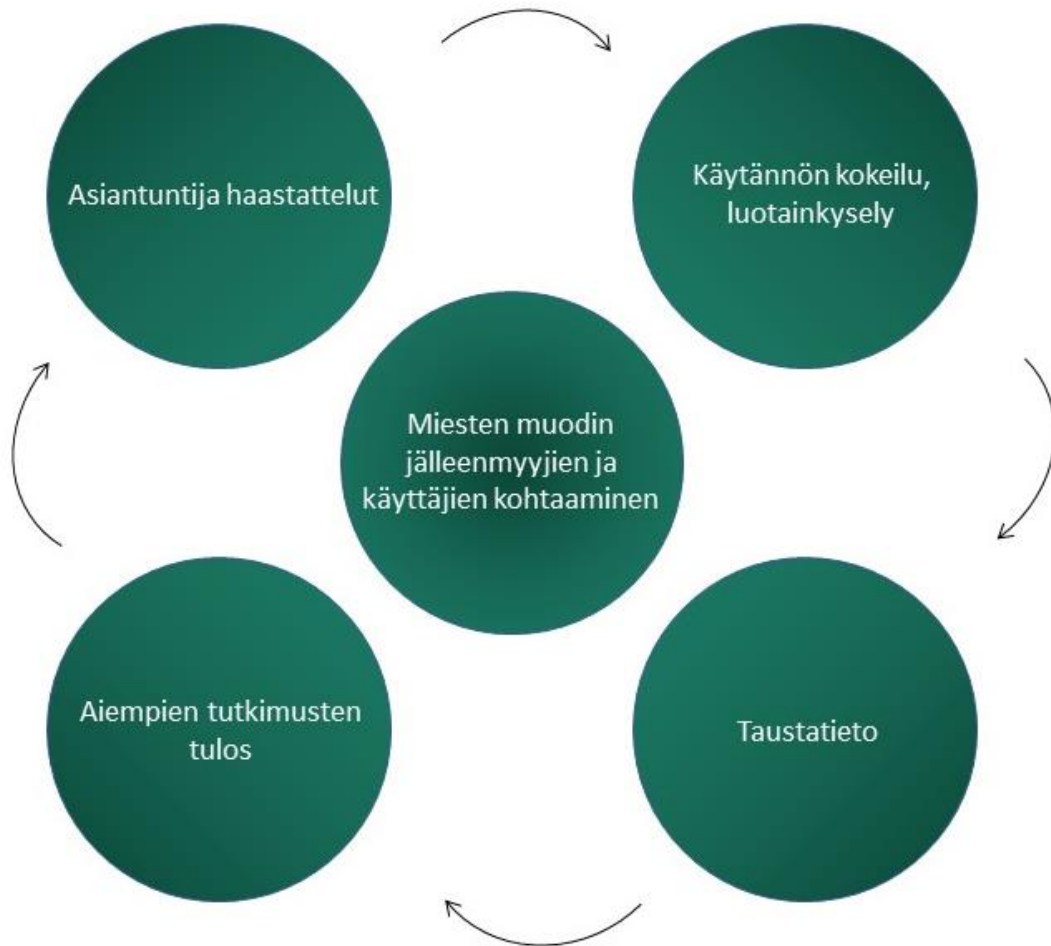 Asiantuntija haastattelut
Käytännön kokeilu,
luotainkysely
Miesten muodin
jälleenmyyjien ja
käyttäjien kohtaaminen
Aiempien tutkimusten
tulos
Taustatieto